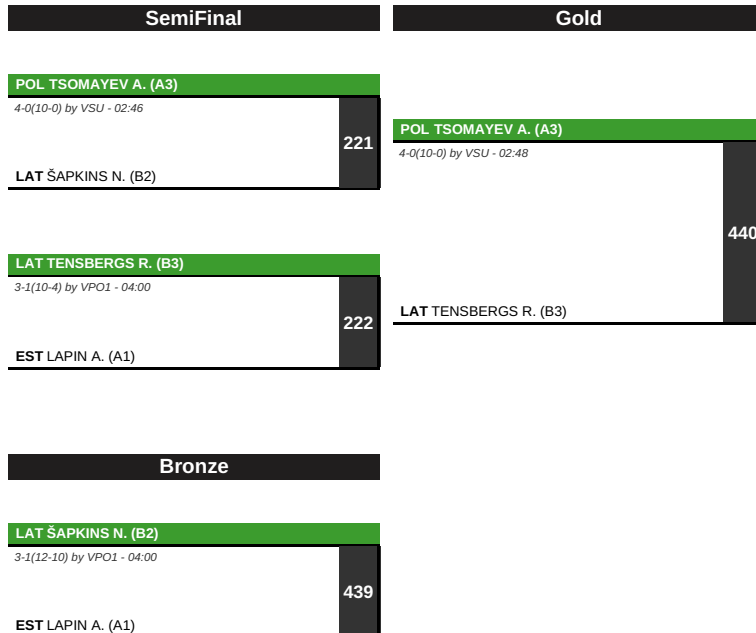 SemiFinal
Gold
POL TSOMAYEV A. (A3)
4-0(10-0) by VSU - 02:46
221
LAT ŠAPKINS N. (B2)
POL TSOMAYEV A. (A3)
4-0(10-0) by VSU - 02:48
440
LAT TENSBERGS R. (B3)
LAT TENSBERGS R. (B3)
3-1(10-4) by VPO1 - 04:00
222
EST LAPIN A. (A1)
Bronze
LAT ŠAPKINS N. (B2)
3-1(12-10) by VPO1 - 04:00
439
EST LAPIN A. (A1)